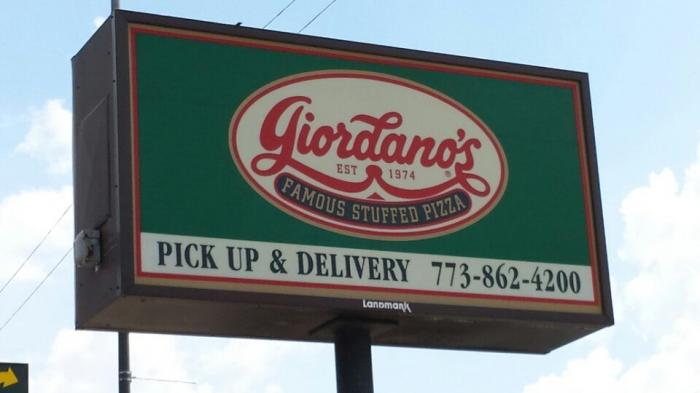 Giordano's
EST 1974 ®
FAMOUS STUFFED PIZZA
PICK UP & DELIVERY 773-862-4200
Landmark